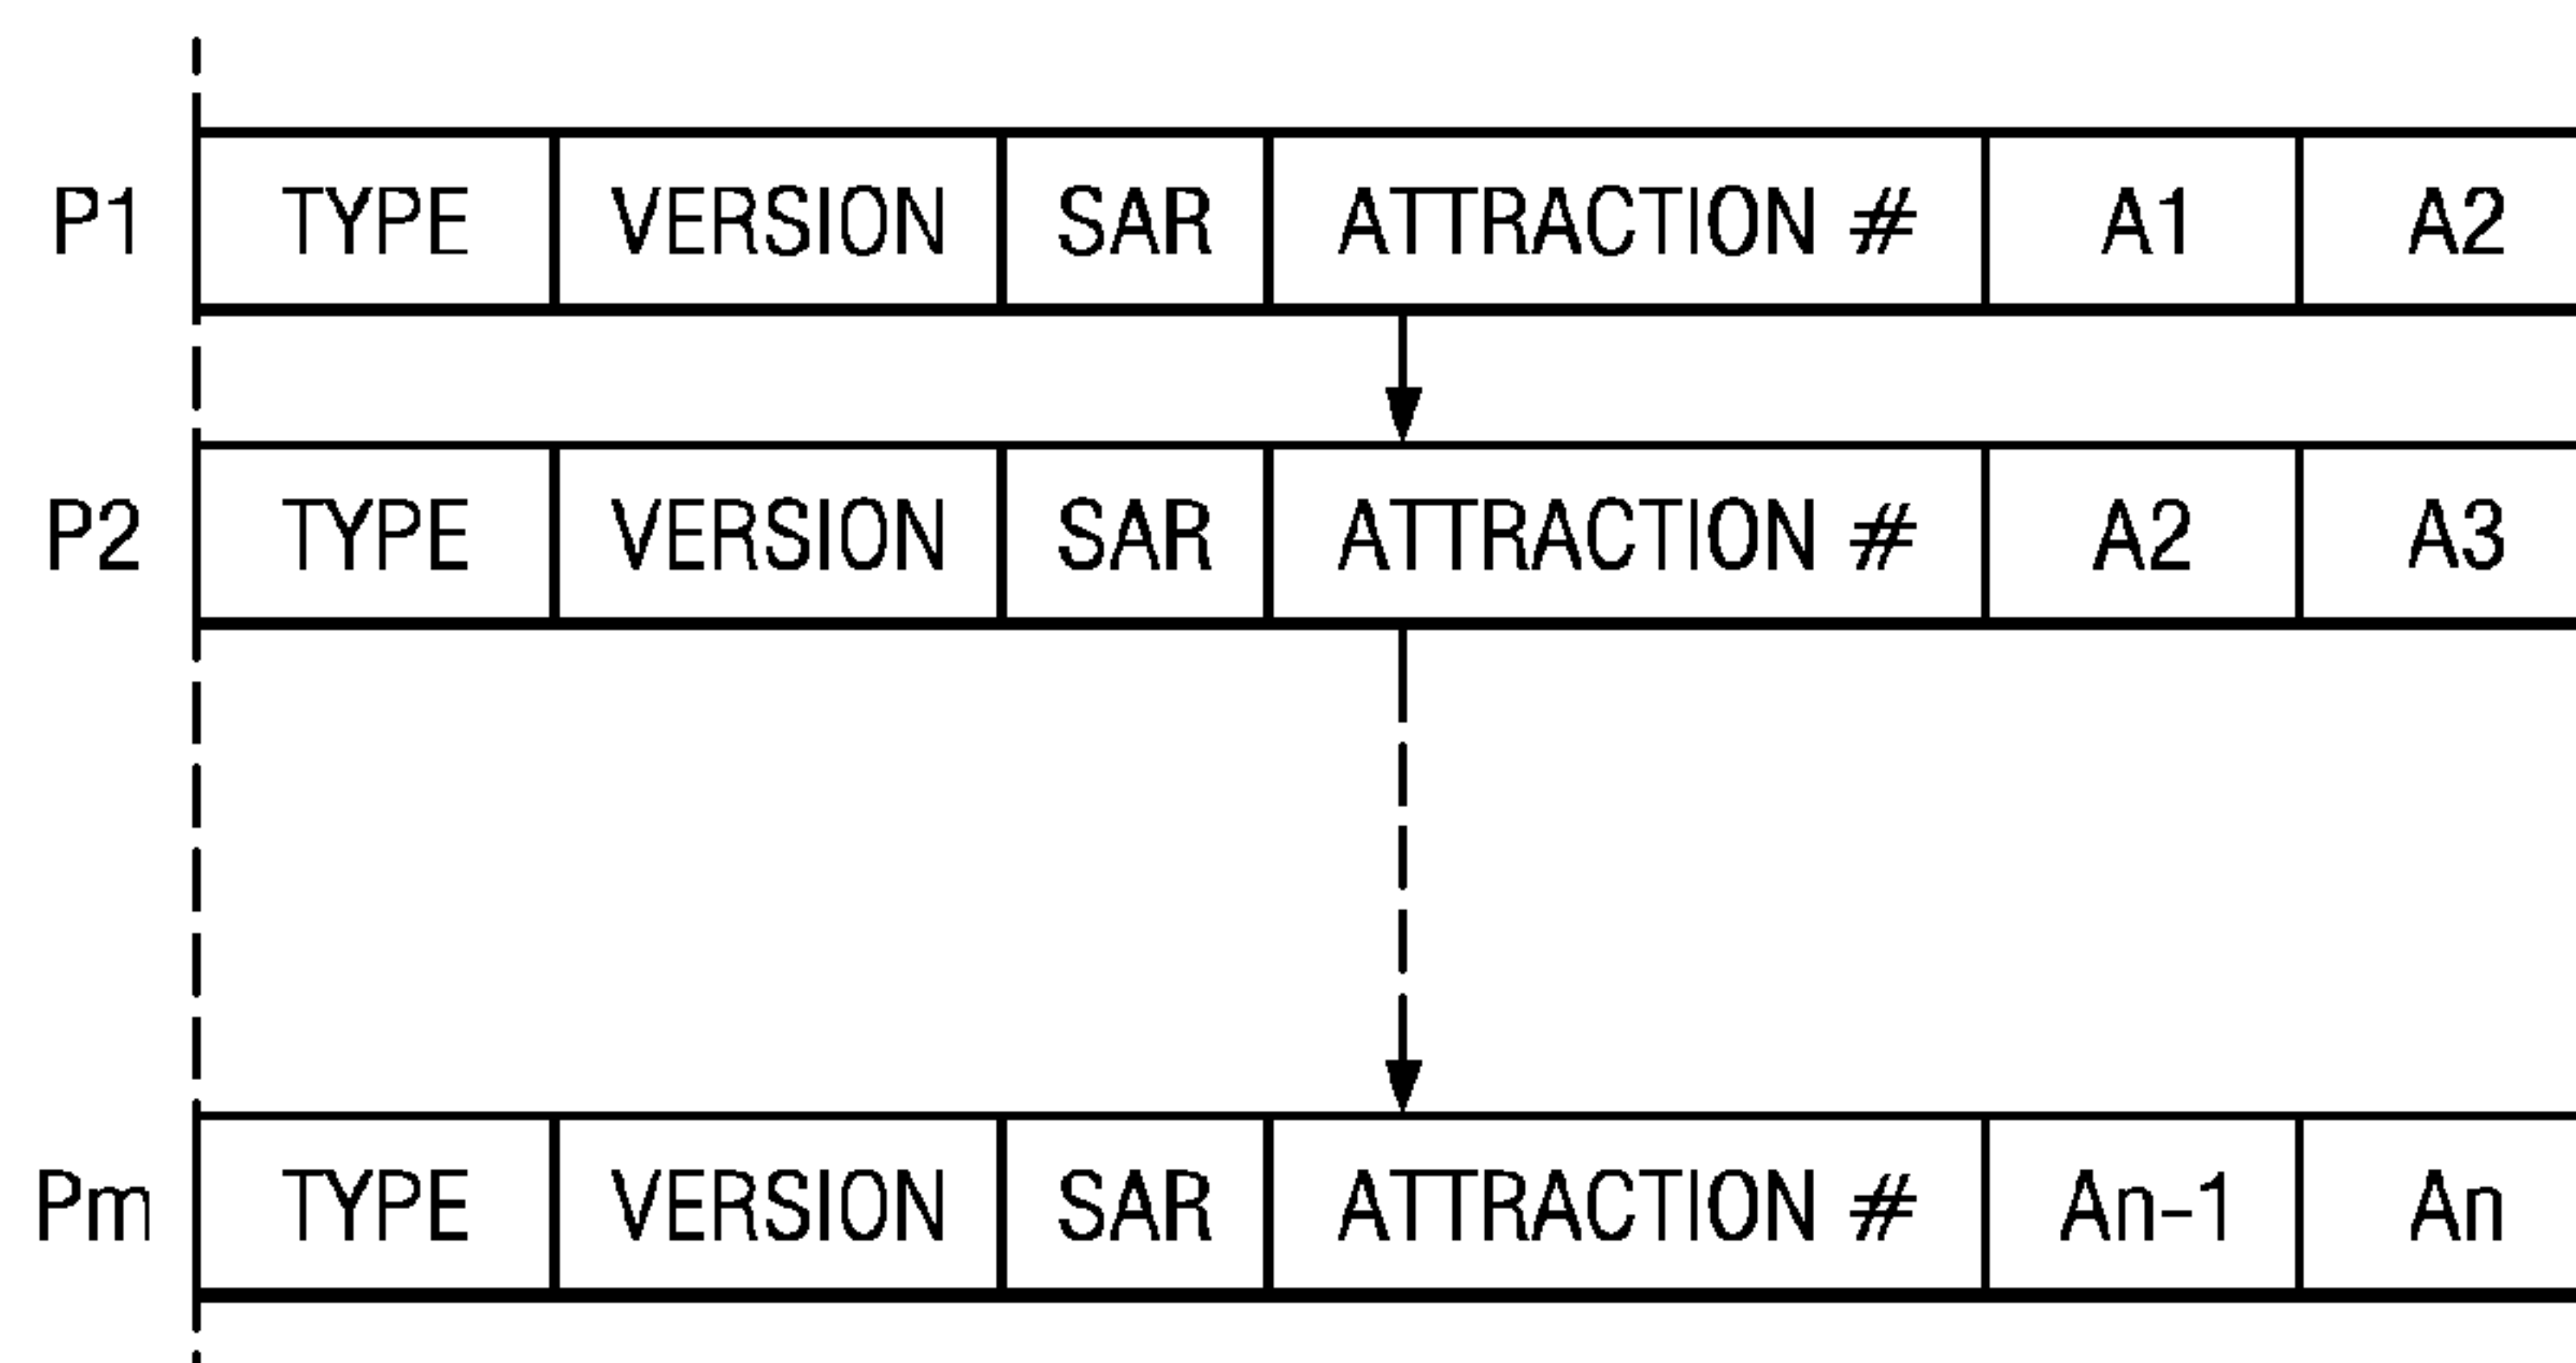 P1 TYPE VERSION SAR ATTRACTION # A1 A2
P2 TYPE VERSION SAR ATTRACTION # A2 A3
Pm TYPE VERSION SAR ATTRACTION # An-1 An